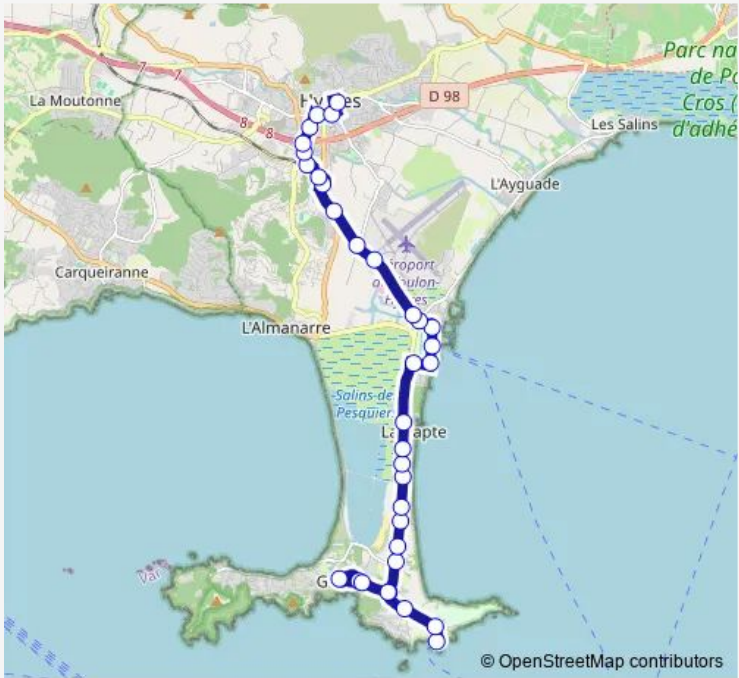 Parc na
de Po
Cros (
d'adhé
7
7
La Moutonne
D 98
8
8
Les Salins
L'Ayguade
Carqueiranne
L'Almanarre
Salins-de
Pesquier
Var
G
© OpenStreetMap contributors